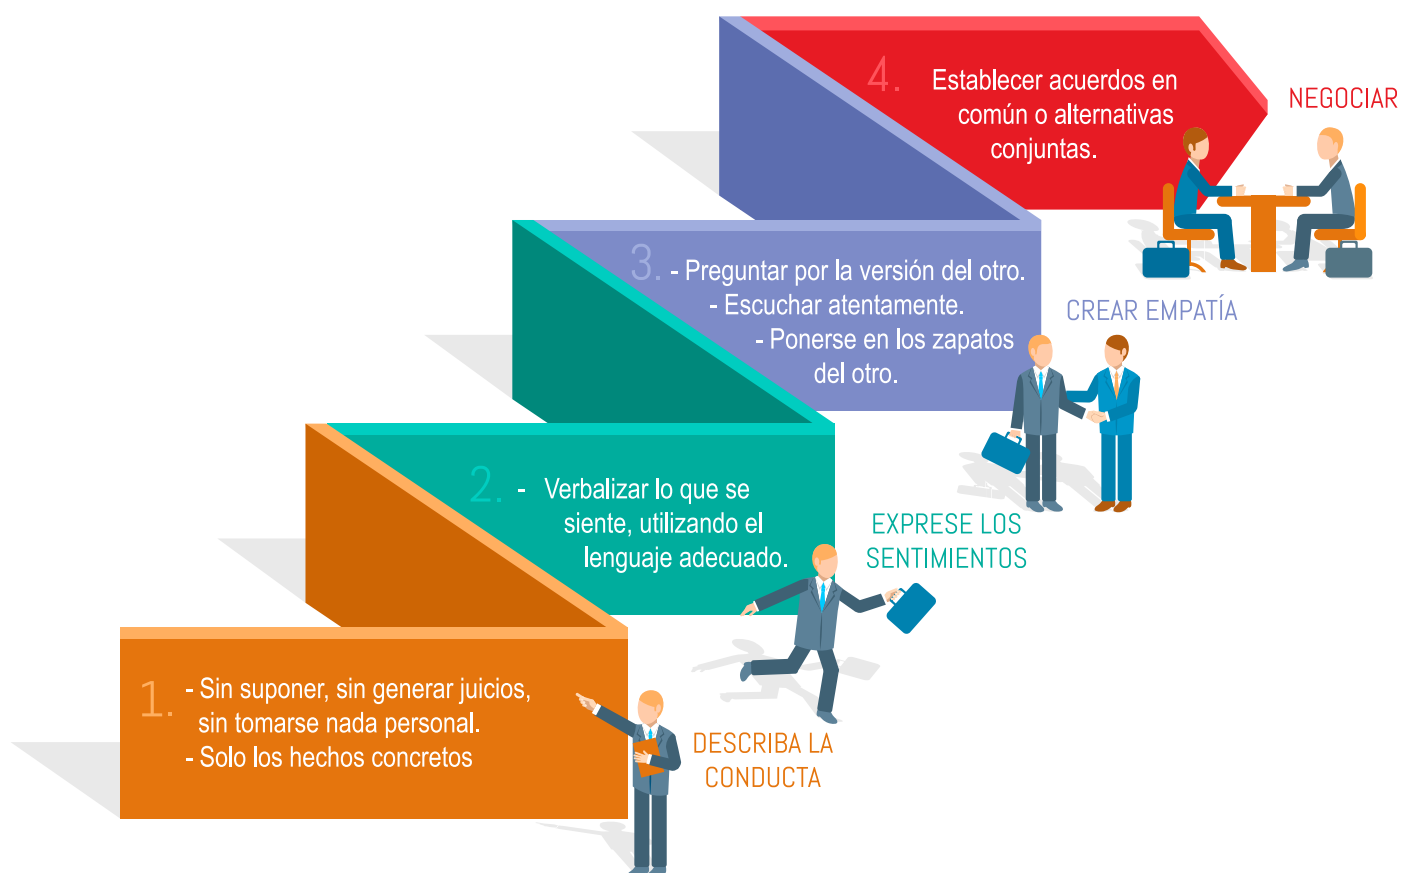 4. Establecer acuerdos en
común o alternativas
conjuntas.
NEGOCIAR
3. - Preguntar por la versión del otro.
- Escuchar atentamente.
- Ponerse en los zapatos
del otro.
CREAR EMPATÍA
2. - Verbalizar lo que se
siente, utilizando el
lenguaje adecuado.
EXPRESE LOS
SENTIMIENTOS
1. - Sin suponer, sin generar juicios,
sin tomarse nada personal.
- Solo los hechos concretos
DESCRIBA LA
CONDUCTA